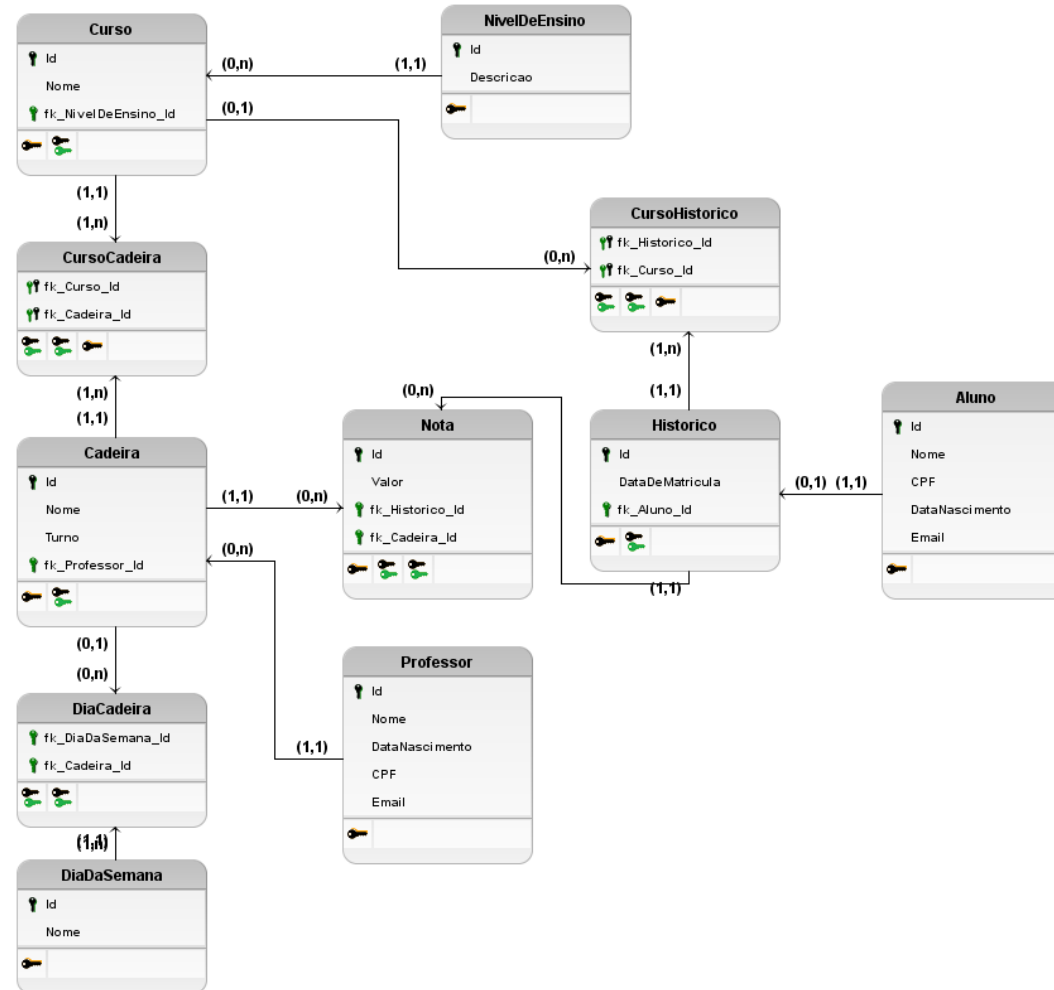 Curso
Id
Nome
fk_NivelDeEnsino_Id
NivelDeEnsino
Id
Descricao
(0,n)
(1,1)
(0,1)
(0,n)
(1,1)
(1,n)
CursoHistorico
fk_Historico_Id
fk_Curso_Id
CursoCadeira
fk_Curso_Id
fk_Cadeira_Id
(1,n)
(1,1)
(1,n)
(1,1)
(0,n)
Cadeira
Id
Nome
Turno
fk_Professor_Id
(1,1)
(0,n)
(0,n)
Nota
Id
Valor
fk_Historico_Id
fk_Cadeira_Id
Historico
Id
DataDeMatricula
fk_Aluno_Id
(1,1)
(0,1)
(1,1)
Aluno
Id
Nome
CPF
DataNascimento
Email
(0,1)
(0,n)
DiaCadeira
fk_DiaDaSemana_Id
fk_Cadeira_Id
(1,1)
Professor
Id
Nome
DataNascimento
CPF
Email
DiaDaSemana
Id
Nome